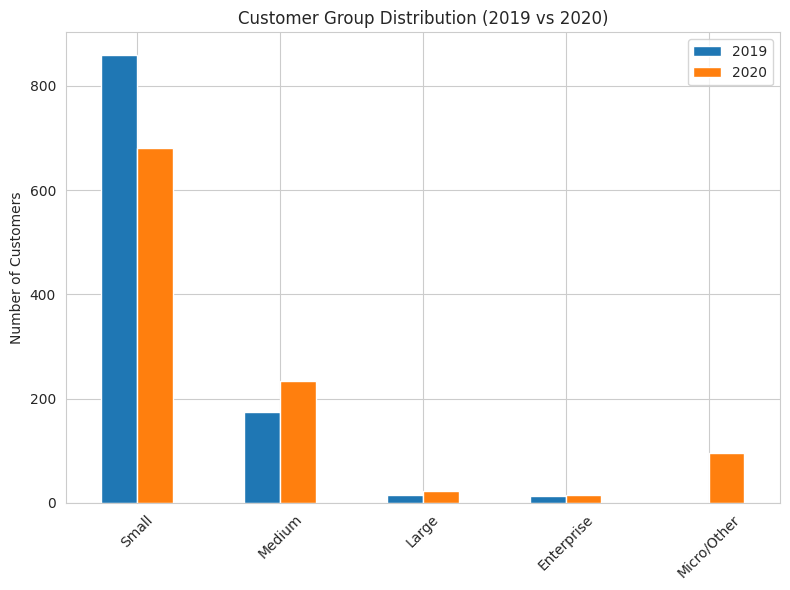 Customer Group Distribution (2019 vs 2020)
2019
2020
Number of Customers
800
600
400
200
0
Small
Medium
Large
Enterprise
Micro/Other